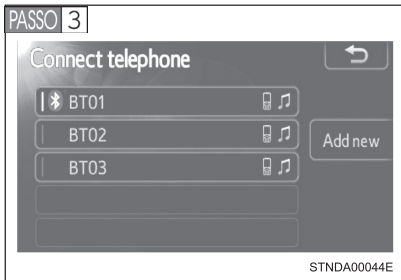 PASSO 3
Connect telephone
BT01
BT02
Add new
BT03
STNDA00044E